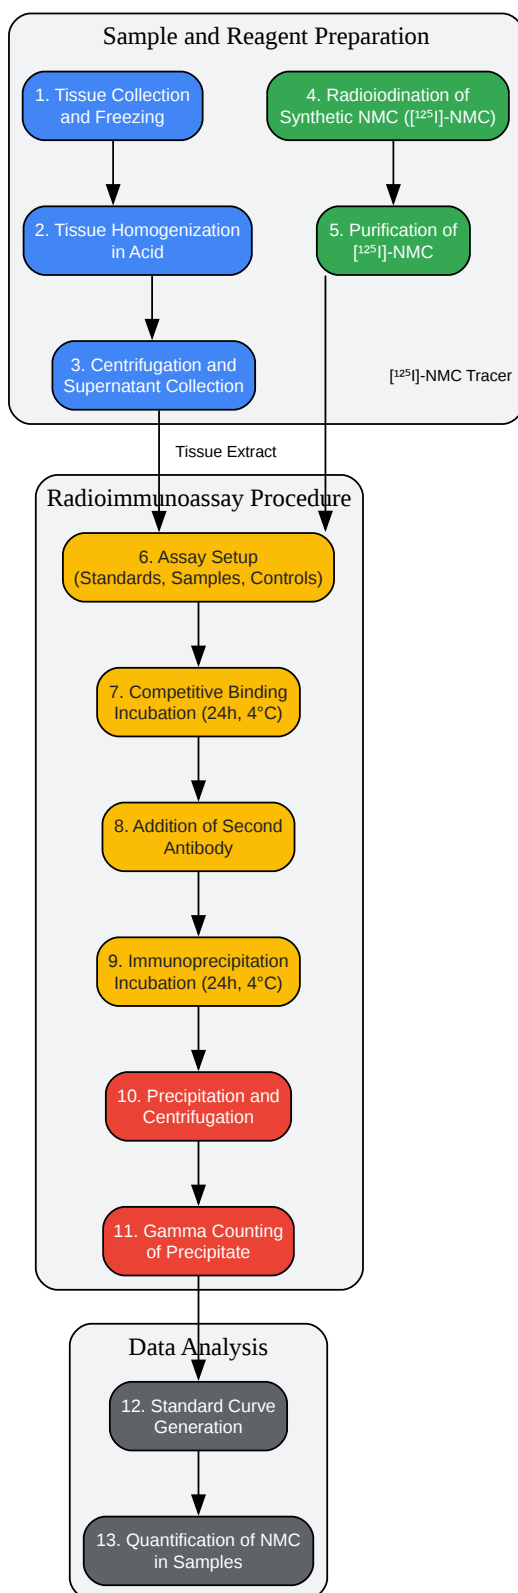 Sample and Reagent Preparation
1. Tissue Collection
and Freezing
2. Tissue Homogenization
in Acid
3. Centrifugation and
Supernatant Collection
4. Radioiodination of
Synthetic NMC ([¹²⁵I]-NMC)
5. Purification of
[¹²⁵I]-NMC
[¹²⁵I]-NMC Tracer
Tissue Extract
Radioimmunoassay Procedure
6. Assay Setup
(Standards, Samples, Controls)
7. Competitive Binding
Incubation (24h, 4°C)
8. Addition of Second
Antibody
9. Immunoprecipitation
Incubation (24h, 4°C)
10. Precipitation and
Centrifugation
11. Gamma Counting
of Precipitate
Data Analysis
12. Standard Curve
Generation
13. Quantification of NMC
in Samples